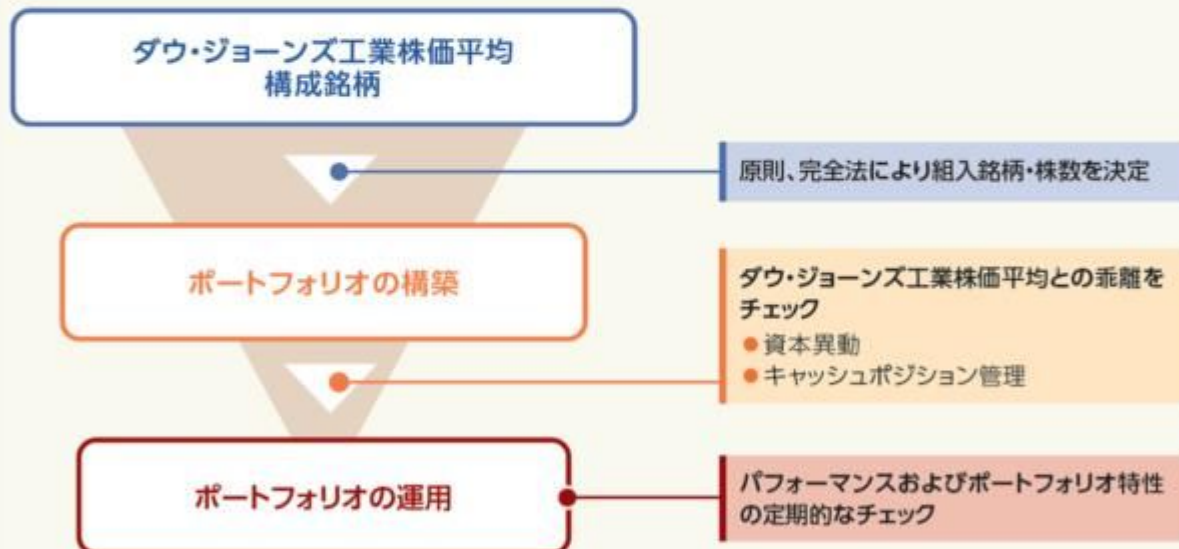 ダウ・ジョーンズ工業株価平均
構成銘柄
原則、完全法により組入銘柄・株数を決定
ポートフォリオの構築
ダウ・ジョーンズ工業株価平均との乖離を
チェック
●資本異動
●キャッシュポジション管理
ポートフォリオの運用
パフォーマンスおよびポートフォリオ特性
の定期的なチェック